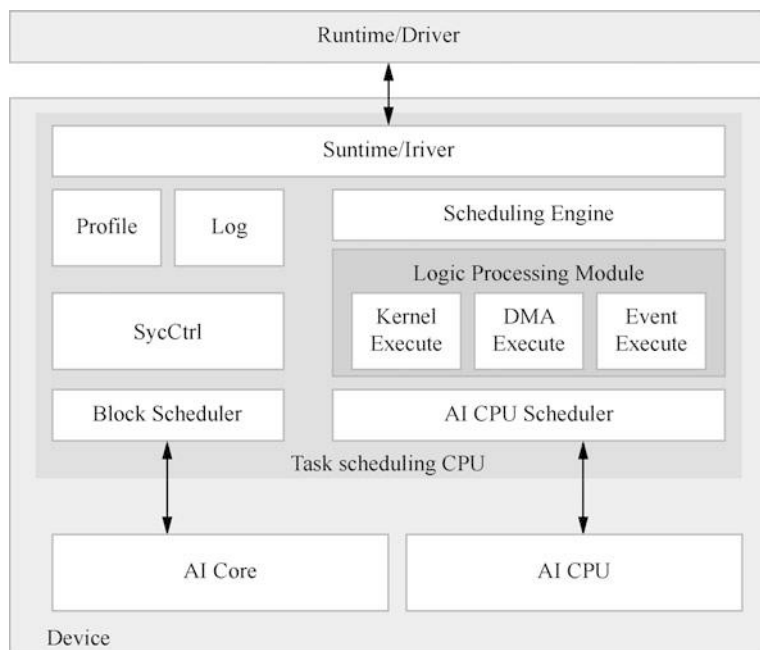 Runtime/Driver
Suntime/Iriver
Profile
Log
Scheduling Engine
Logic Processing Module
Kernel
Execute
DMA
Execute
Event
Execute
SycCtrl
Block Scheduler
AI CPU Scheduler
Task scheduling CPU
AI Core
AI CPU
Device